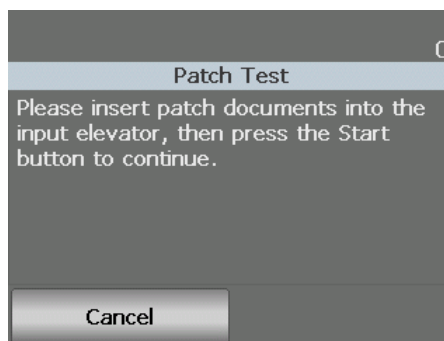 Patch Test
Please insert patch documents into the
input elevator, then press the Start
button to continue.
Cancel